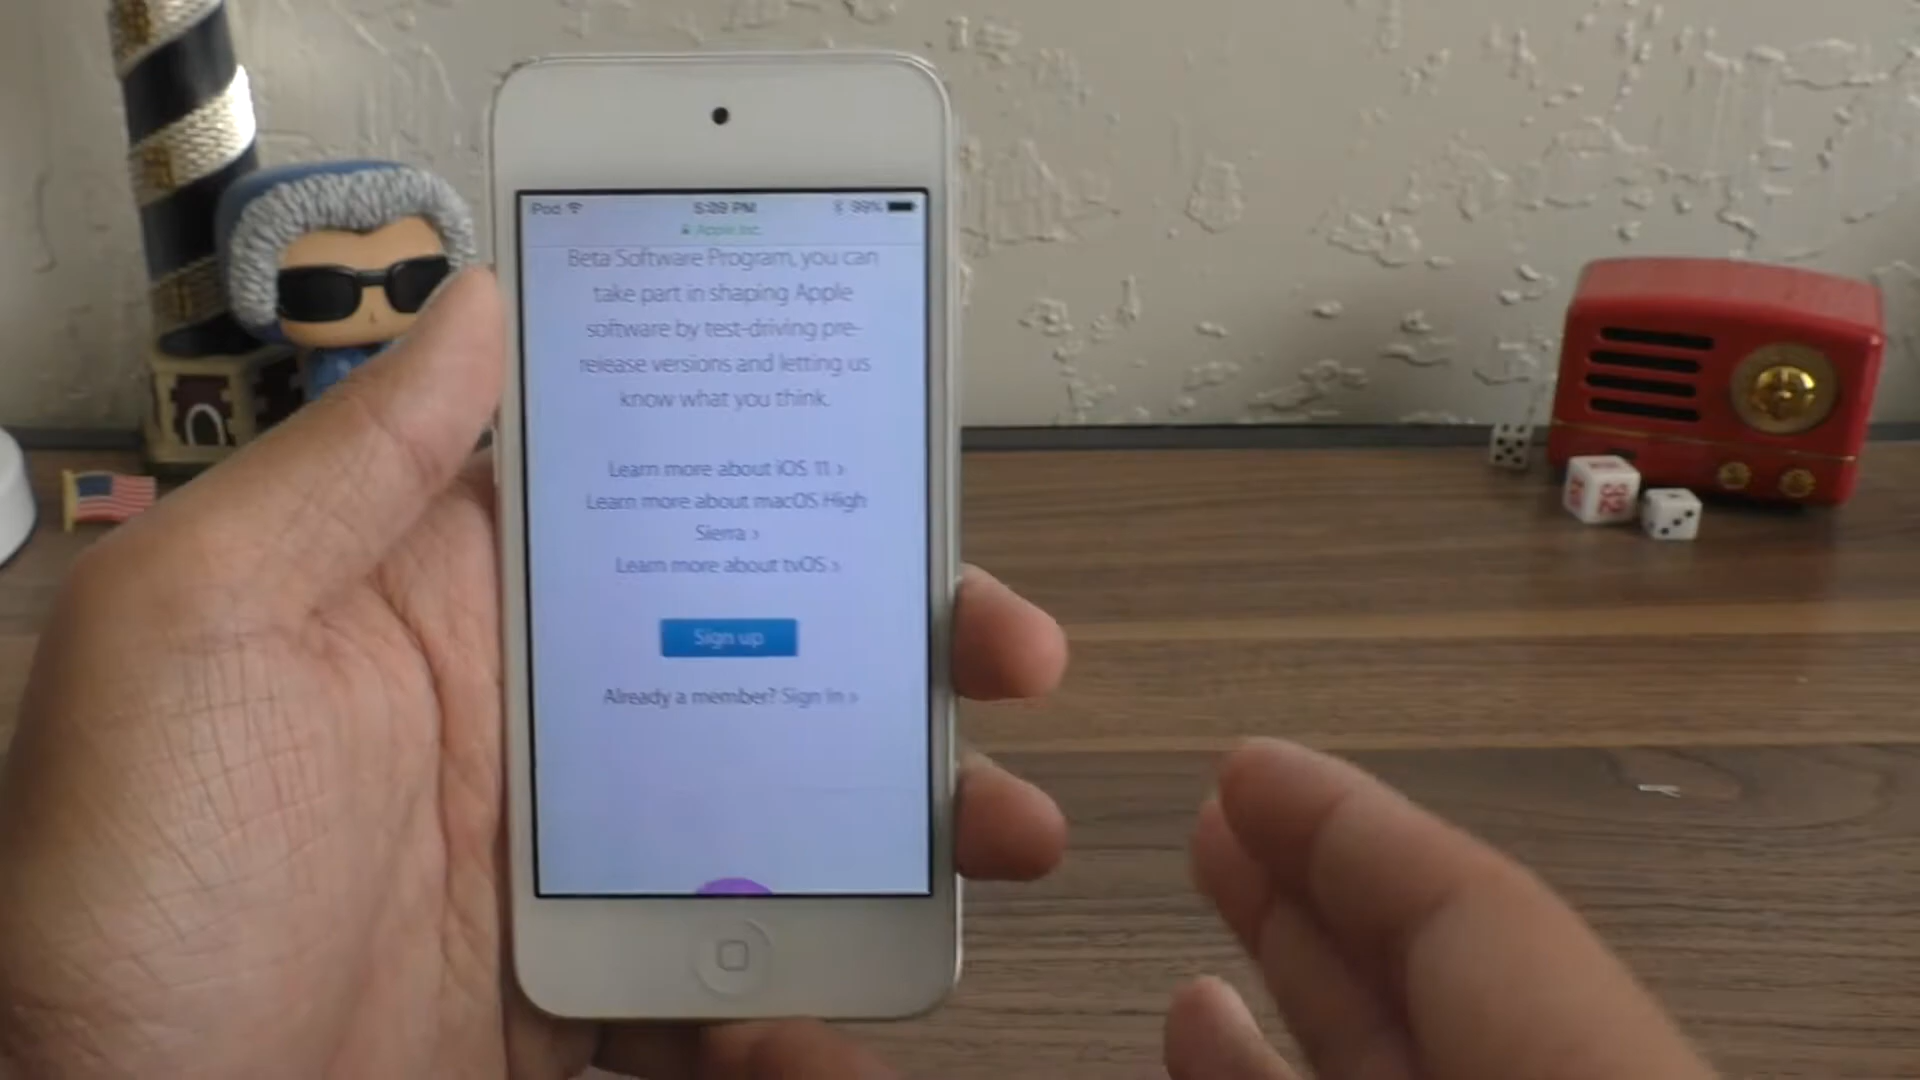 iPod 5:09 PM 99%
Apple Inc.
Beta Software Program, you can
take part in shaping Apple
software by test-driving pre-
release versions and letting us
know what you think.
Learn more about iOS 11 ›
Learn more about macOS High
Sierra ›
Learn more about tvOS ›
Sign up
Already a member? Sign In ›
32